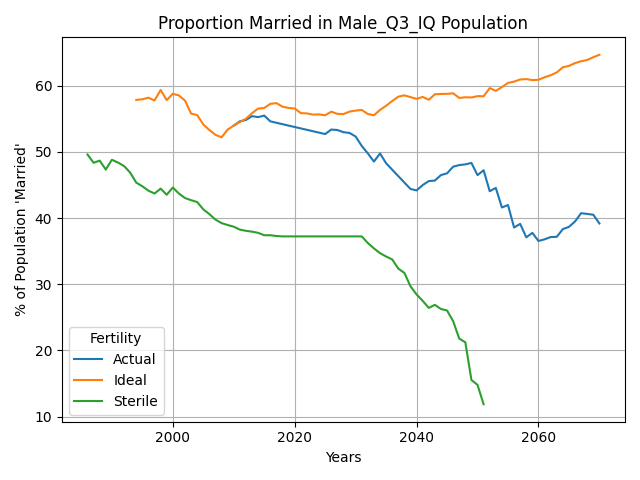 Proportion Married in Male_Q3_IQ Population
% of Population 'Married'
60
50
40
30
20
10
Fertility
Actual
Ideal
Sterile
2000 2020 2040 2060
Years